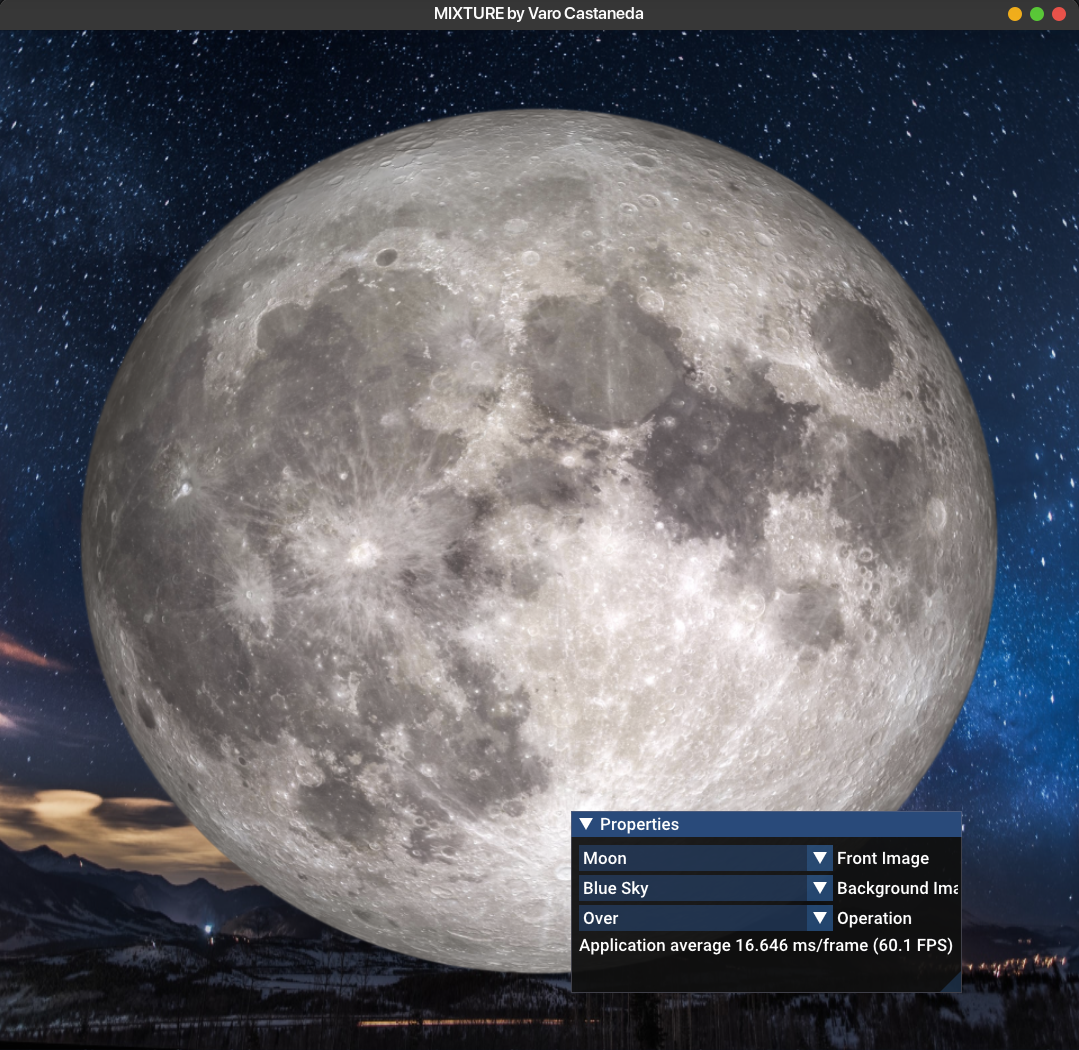 MIXTURE by Varo Castaneda
Properties
Moon Front Image
Blue Sky Background Ima
Over Operation
Application average 16.646 ms/frame (60.1 FPS)